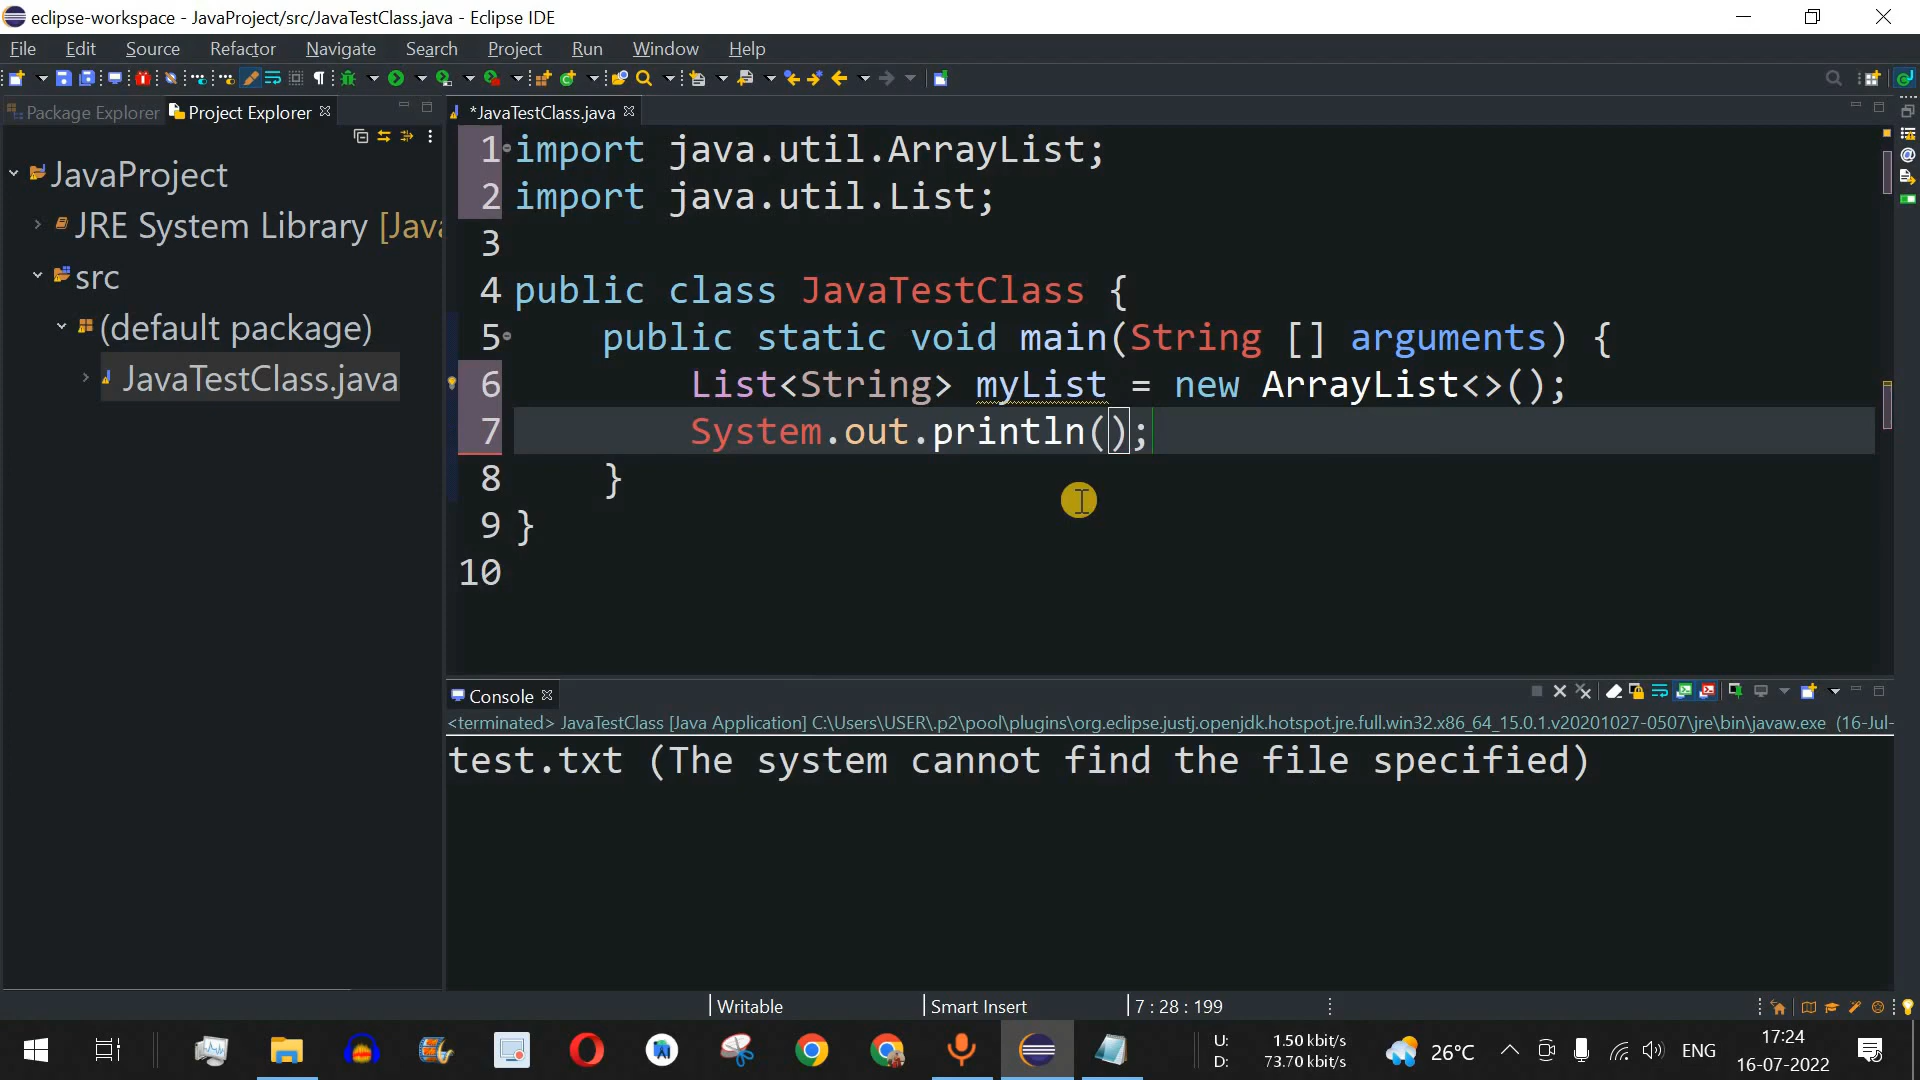 eclipse-workspace - JavaProject/src/JavaTestClass.java - Eclipse IDE
File Edit Source Refactor Navigate Search Project Run Window Help
Package Explorer Project Explorer
*JavaTestClass.java
JavaProject
JRE System Library [Java
src
(default package)
JavaTestClass.java
1 import java.util.ArrayList;
2 import java.util.List;
3
4 public class JavaTestClass {
5 public static void main(String [] arguments) {
6 List<String> myList = new ArrayList<>();
7 System.out.println();
8 }
9 }
10
Console
<terminated> JavaTestClass [Java Application] C:\Users\USER\.p2\pool\plugins\org.eclipse.justj.openjdk.hotspot.jre.full.win32.x86_64_15.0.1.v20201027-0507\jre\bin\javaw.exe (16-Jul-
test.txt (The system cannot find the file specified)
Writable Smart Insert 7 : 28 : 199
U: 1.50 kbit/s
D: 73.70 kbit/s
26°C
ENG
17:24
16-07-2022